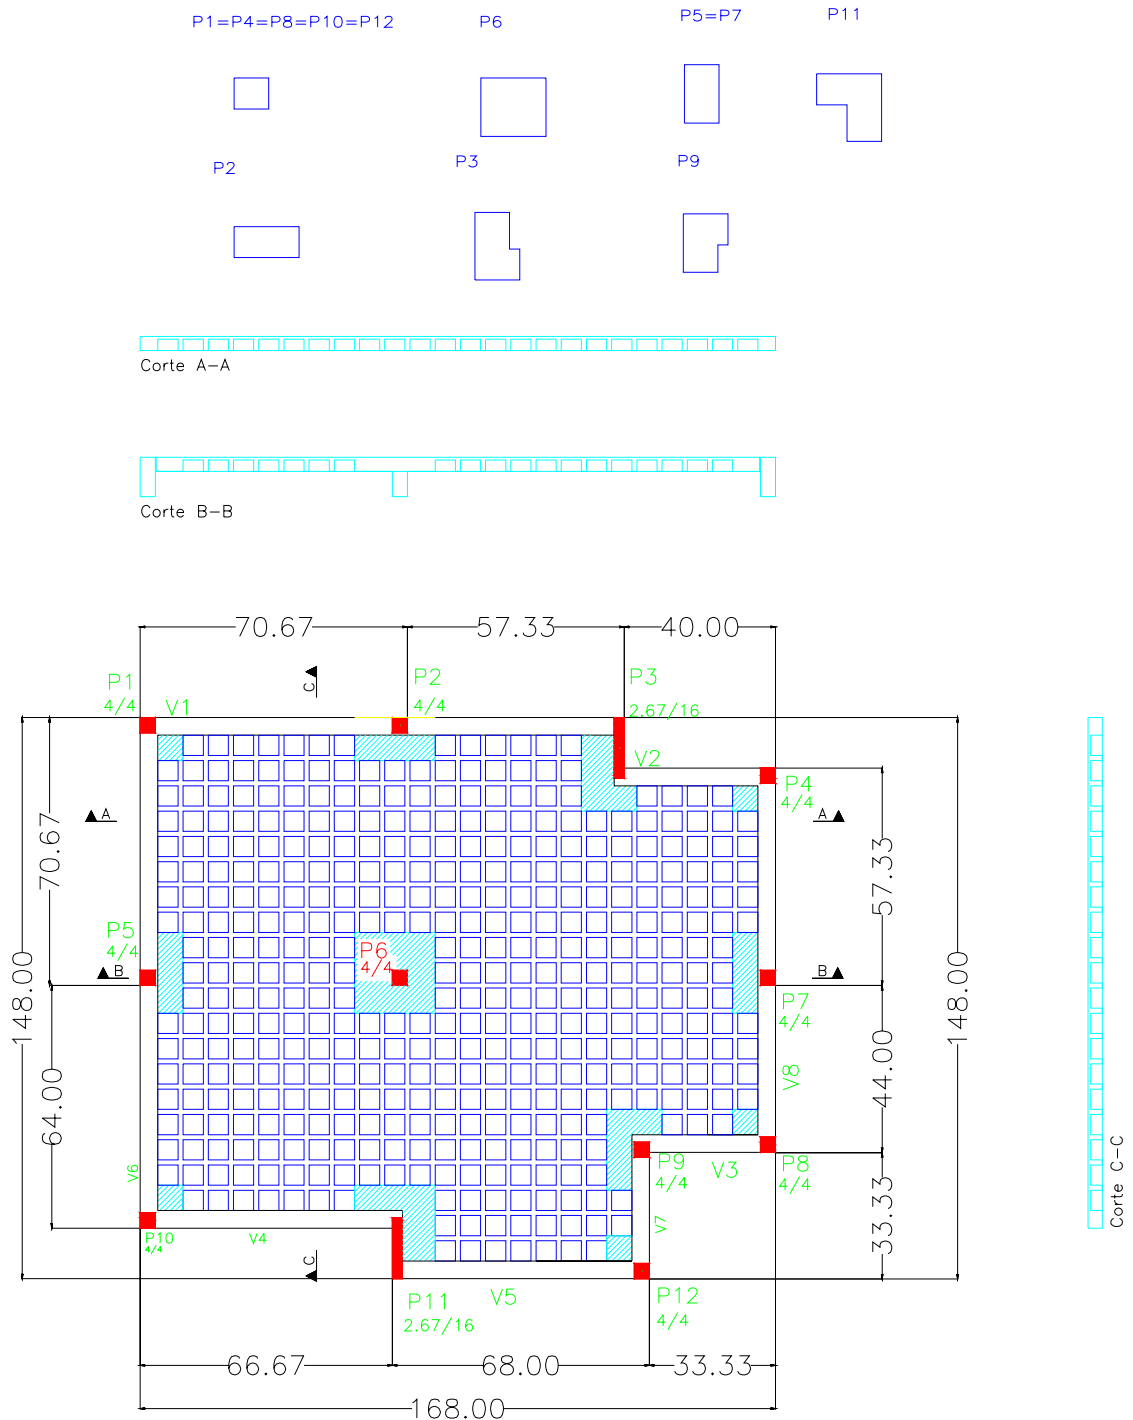 P1=P4=P8=P10=P12
P6
P5=P7
P11
P2
P3
P9
Corte A-A
Corte B-B
70.67
57.33
40.00
P1
4/4
V1
C
P2
4/4
P3
2.67/16
V2
P4
4/4
A
A
70.67
57.33
P5
4/4
P6
4/4
B
B
148.00
148.00
P7
4/4
V8
64.00
44.00
V6
P9
4/4
V3
P8
4/4
Corte C-C
P10
4/4
V4
V7
C
33.33
P11
2.67/16
V5
P12
4/4
66.67
68.00
33.33
168.00